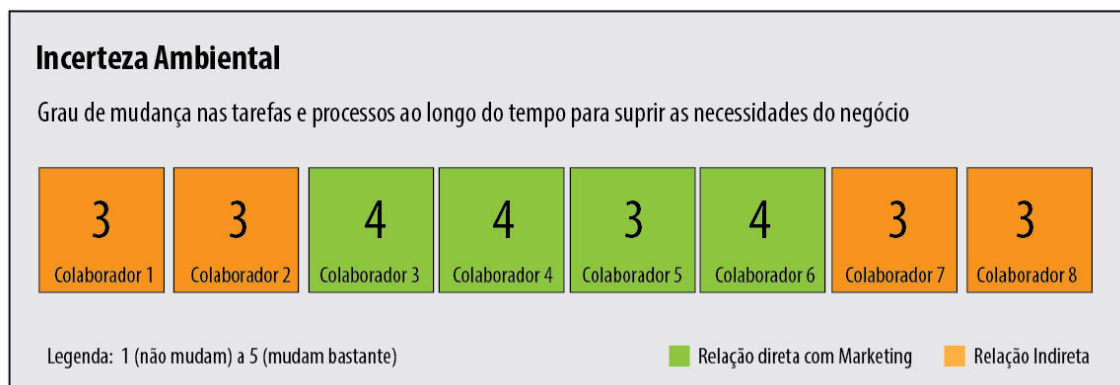 Incerteza Ambiental
Grau de mudança nas tarefas e processos ao longo do tempo para suprir as necessidades do negócio
3 3 4 4 3 4 3 3
Colaborador 1 Colaborador 2 Colaborador 3 Colaborador 4 Colaborador 5 Colaborador 6 Colaborador 7 Colaborador 8
Legenda: 1 (não mudam) a 5 (mudam bastante) Relação direta com Marketing Relação Indireta